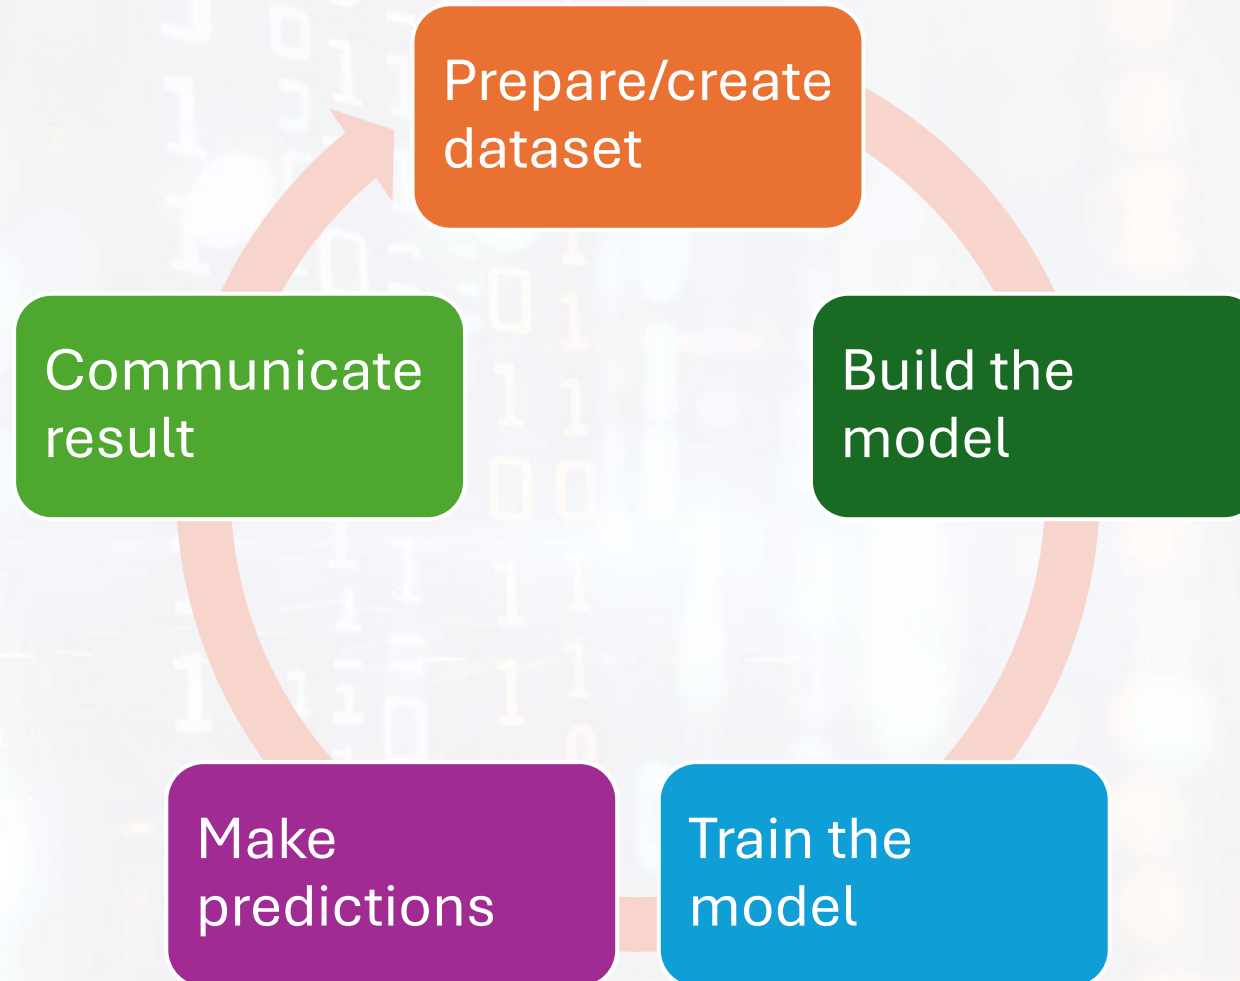 Prepare/create
dataset
Build the
model
Train the
model
Make
predictions
Communicate
result